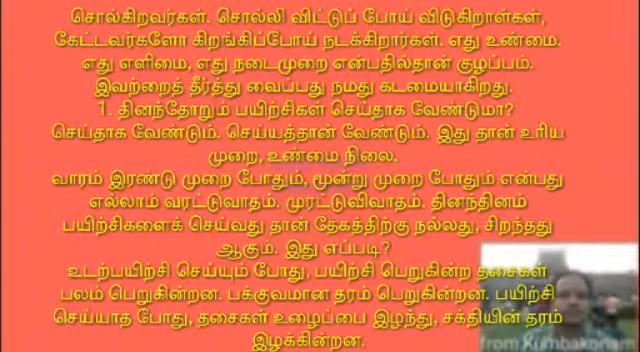 சொல்கிறவர்கள். சொல்லி விட்டுப் போய் விடுகிறாள்கள்,
கேட்டவர்களோ கிறங்கிப்போய் நடக்கிறார்கள். எது உண்மை.
எது எளிமை, எது நடைமுறை என்பதில்தான் குழப்பம்.
இவற்றைத் தீர்த்து வைப்பது நமது கடமையாகிறது.
1. தினந்தோறும் பயிற்சிகள் செய்தாக வேண்டுமா?
செய்தாக வேண்டும். செய்யத்தான் வேண்டும். இது தான் உரிய
முறை, உண்மை நிலை.
வாரம் இரண்டு முறை போதும், மூன்று முறை போதும் என்பது
எல்லாம் வரட்டுவாதம். முரட்டுவிவாதம். தினந்தினம்
பயிற்சிகளைக் செய்வது தான் தேகத்திற்கு நல்லது, சிறந்தது
ஆகும். இது எப்படி?
உடற்பயிற்சி செய்யும் போது, பயிற்சி பெறுகின்ற தசைகள்
பலம் பெறுகின்றன. பக்குவமான தரம் பெறுகின்றன. பயிற்சி
செய்யாத போது, தசைகள் உழைப்பை இழந்து, சக்தியின் தரம்
இழக்கின்றன.
from Kumbakonam